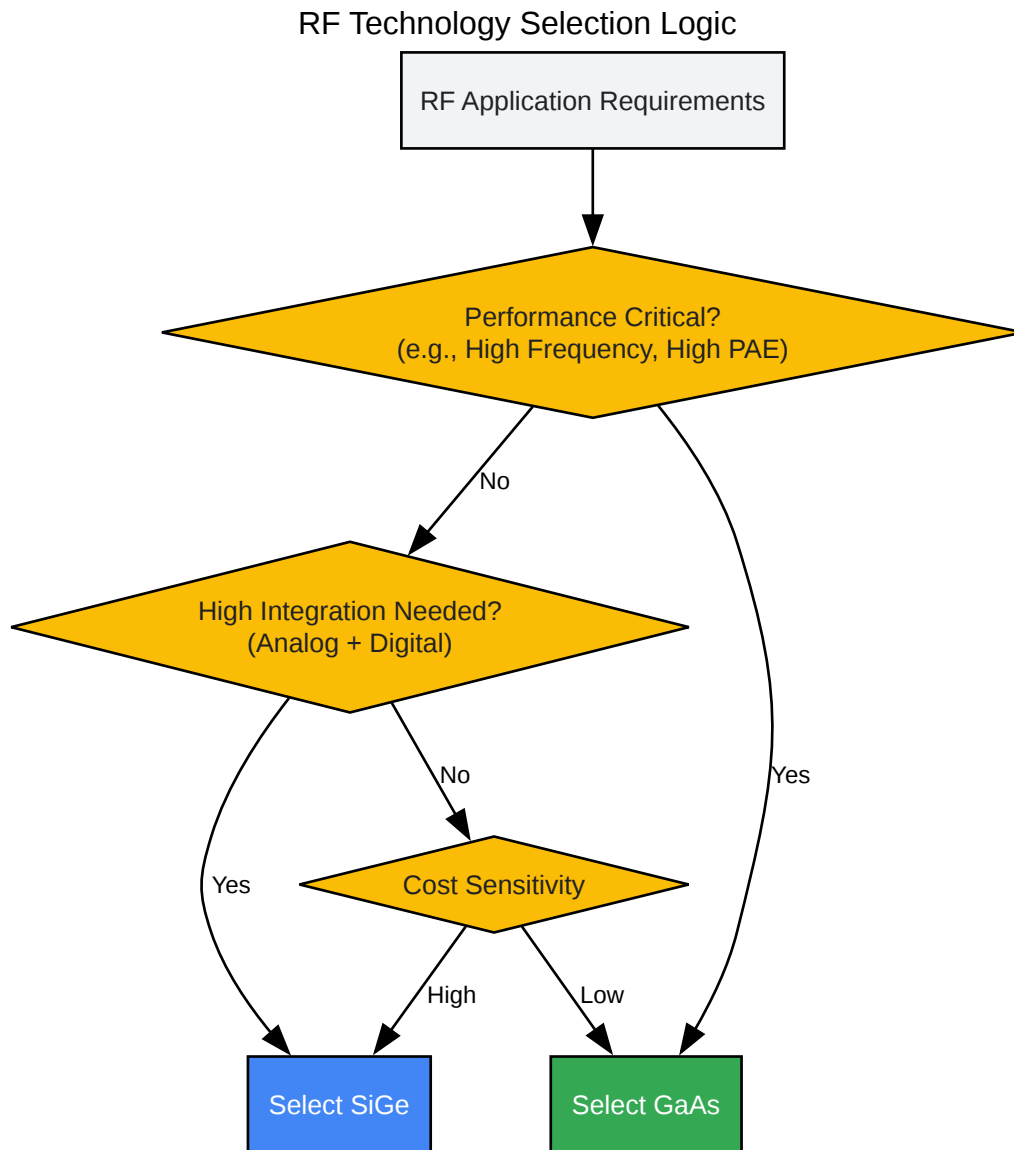 RF Technology Selection Logic
RF Application Requirements
Performance Critical?
(e.g., High Frequency, High PAE)
No
High Integration Needed?
(Analog + Digital)
No
Yes
Yes
Cost Sensitivity
High
Low
Select SiGe
Select GaAs